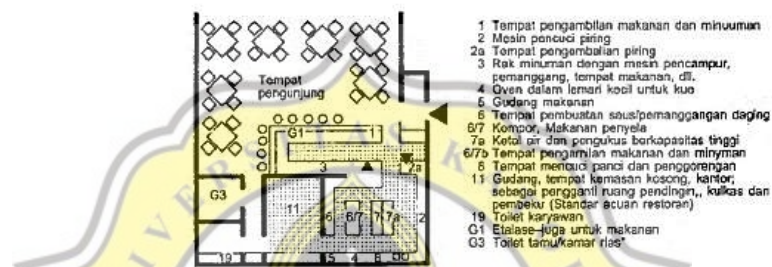 Tempat
pengunjung
G1
1
3
2a
G3
11
6
6/7
7
7a
2
19
5
4
8
1 Tempat pengambilan makanan dan minuuman
2 Mesin pencuci piring
2a Tempat pengembalian piring
3 Rak minuman dengan mesin pencampur,
pemanggang, tempat makanan, dll.
4 Oven dalam lemari kecil untuk kue
5 Gudang makanan
6 Tempat pembuatan saus/pemanggangan daging
6/7 Kompor, Makanan penyela
7a Ketol air dan pengukus berkapasitas tinggi
6/7b Tempat pengamilan makanan dan minyman
8 Tempat mencuci panci dan penggorengan
11 Gudang, tempat kemasan kosong, kantor,
sebagai pengganti ruang pendingin,, kulkas dan
pembeku (Standar acuan restoran)
19 Toilet karyawan
G1 Etalase-juga untuk makanan
G3 Toilet tamu/kamar rias"